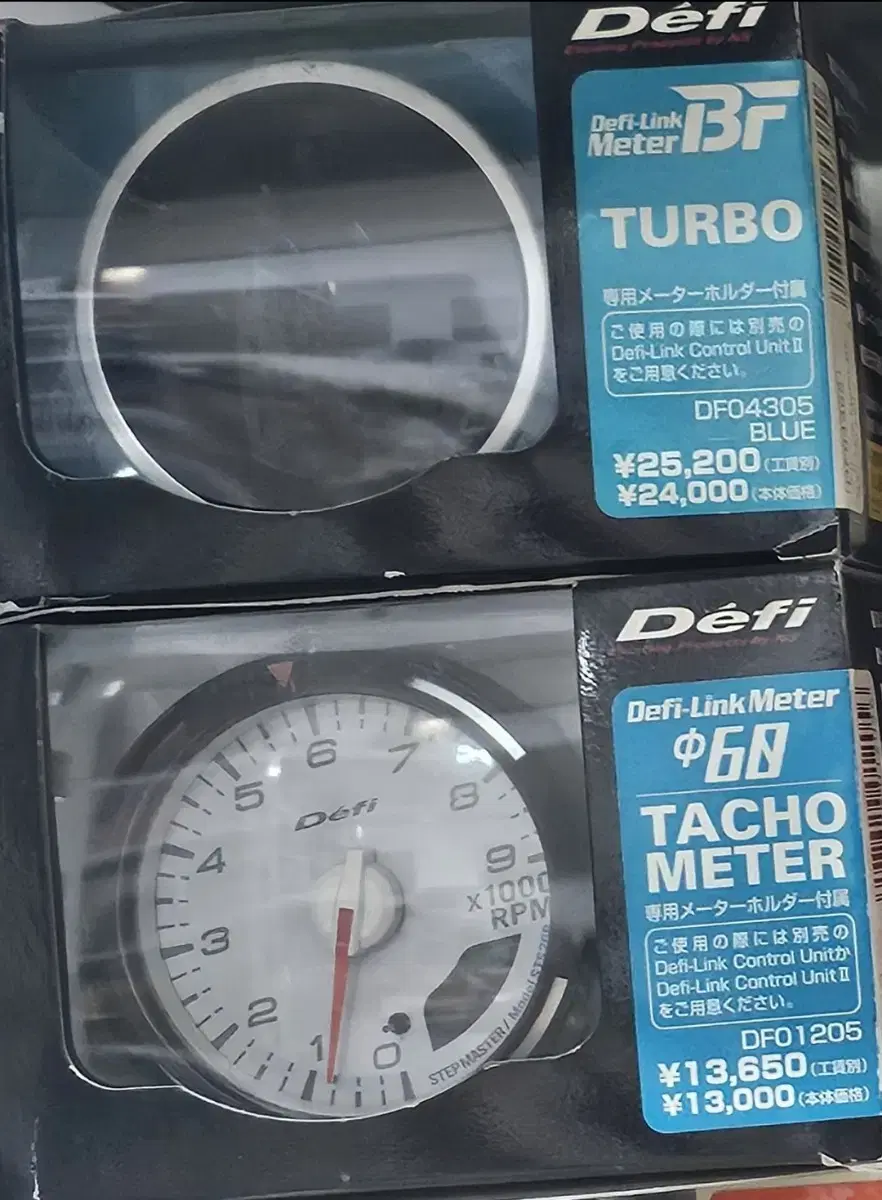 Défi
Exciting Products by NS
Defi-Link
Meter BF
TURBO
専用メーターホルダー付属
ご使用の際には別売の
Defi-Link Control Unit II
をご用意ください。
DF04305
BLUE
¥25,200(工賃別)
¥24,000(本体価格)
Défi
Defi-Link Meter
φ60
TACHO
METER
専用メーターホルダー付属
ご使用の際には別売の
Defi-Link Control Unitか
Defi-Link Control Unit II
をご用意ください。
DF01205
¥13,650(工賃別)
¥13,000(本体価格)
6
7
5
8
Défi
4
9
x1000
RPM
3
2
1
0
STEP MASTER / Model